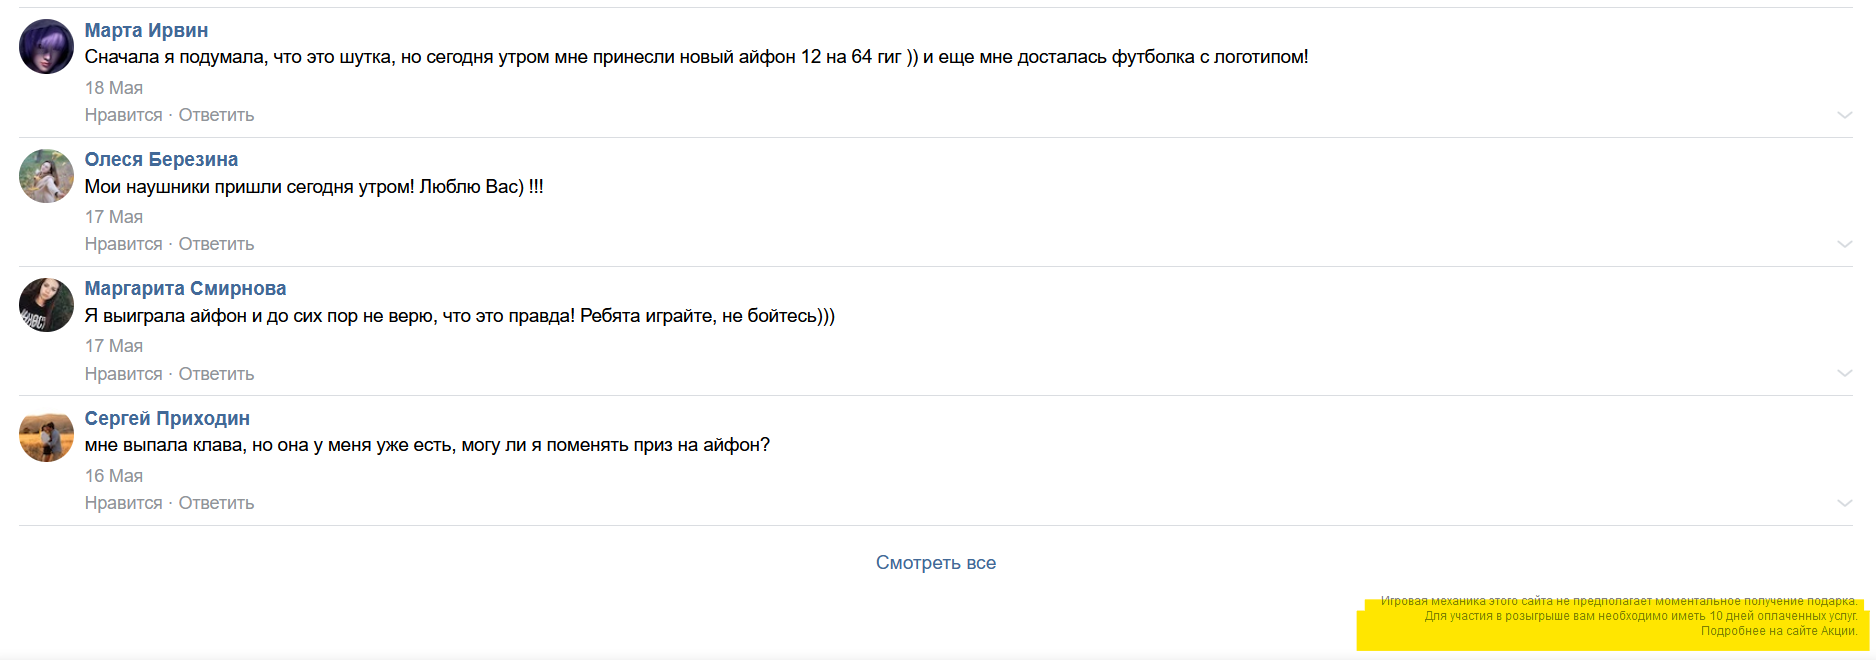 Марта Ирвин
Сначала я подумала, что это шутка, но сегодня утром мне принесли новый айфон 12 на 64 гиг )) и еще мне досталась футболка с логотипом!
18 Мая
Нравится · Ответить
Олеся Березина
Мои наушники пришли сегодня утром! Люблю Вас) !!!
17 Мая
Нравится · Ответить
Маргарита Смирнова
Я выиграла айфон и до сих пор не верю, что это правда! Ребята играйте, не бойтесь)))
17 Мая
Нравится · Ответить
Сергей Приходин
мне выпала клава, но она у меня уже есть, могу ли я поменять приз на айфон?
16 Мая
Нравится · Ответить
Смотреть все
Игровая механика этого сайта не предполагает моментальное получение подарка.
Для участия в розыгрыше вам необходимо иметь 10 дней оплаченных услуг.
Подробнее на сайте Акции.